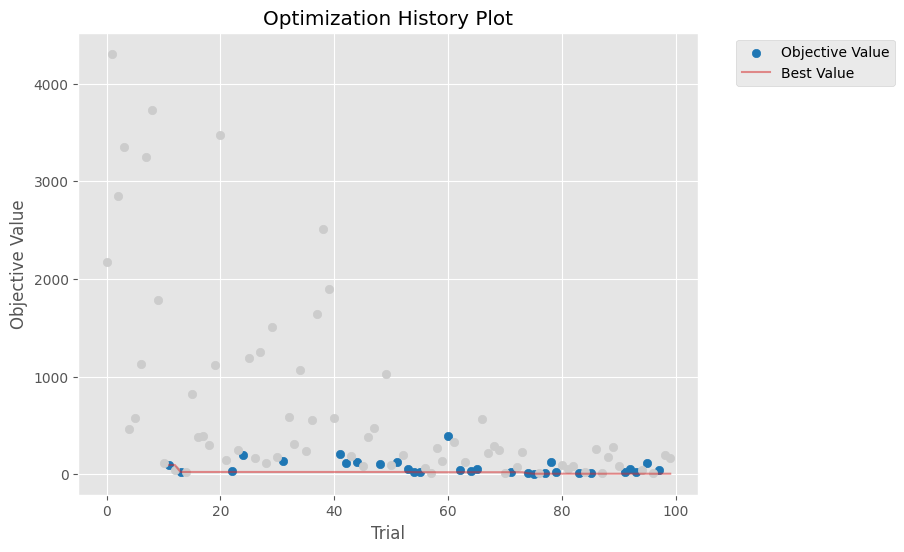 Optimization History Plot
Objective Value
Best Value
Objective Value
4000
3000
2000
1000
0
0 20 40 60 80 100
Trial